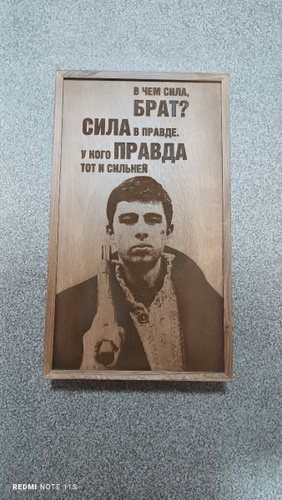 В ЧЕМ СИЛА,
БРАТ?
СИЛА В ПРАВДЕ.
У КОГО ПРАВДА
ТОТ И СИЛЬНЕЙ
REDMI NOTE 11S